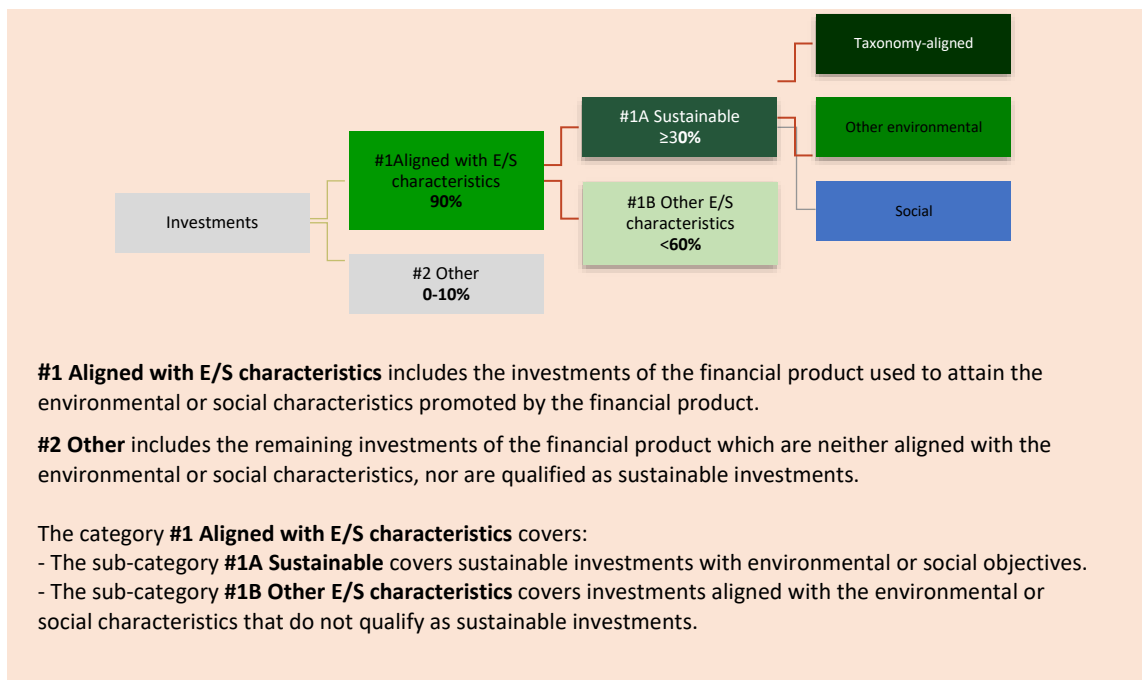 Taxonomy-aligned
#1A Sustainable
≥30%
Other environmental
#1Aligned with E/S
characteristics
90%
#1B Other E/S
characteristics
<60%
Social
Investments
#2 Other
0-10%
#1 Aligned with E/S characteristics includes the investments of the financial product used to attain the
environmental or social characteristics promoted by the financial product.
#2 Other includes the remaining investments of the financial product which are neither aligned with the
environmental or social characteristics, nor are qualified as sustainable investments.
The category #1 Aligned with E/S characteristics covers:
- The sub-category #1A Sustainable covers sustainable investments with environmental or social objectives.
- The sub-category #1B Other E/S characteristics covers investments aligned with the environmental or
social characteristics that do not qualify as sustainable investments.